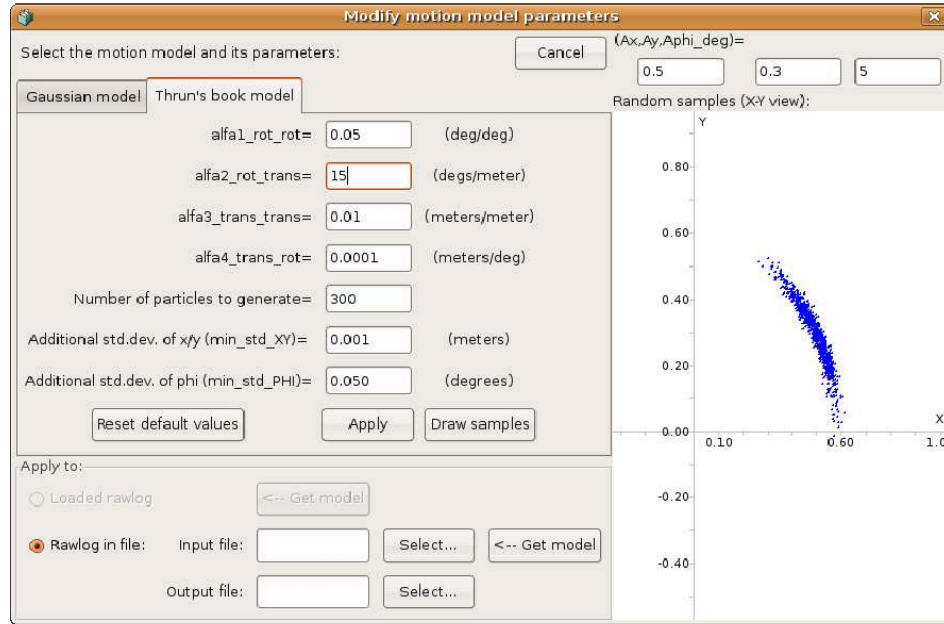 Modify motion model parameters
Select the motion model and its parameters:
Cancel
(Ax,Ay,Aphi_deg)=
0.5 0.3 5
Gaussian model Thrun's book model
Random samples (X-Y view):
alfa1_rot_rot= 0.05 (deg/deg)
alfa2_rot_trans= 15 (degs/meter)
alfa3_trans_trans= 0.01 (meters/meter)
alfa4_trans_rot= 0.0001 (meters/deg)
Number of particles to generate= 300
Additional std.dev. of x/y (min_std_XY)= 0.001 (meters)
Additional std.dev. of phi (min_std_PHI)= 0.050 (degrees)
Reset default values Apply Draw samples
Apply to:
Loaded rawlog <-- Get model
Rawlog in file: Input file: Select... <-- Get model
Output file: Select...
Y
0.80
0.60
0.40
0.20
X
0.00
0.10 0.60 1.0
-0.20
-0.40